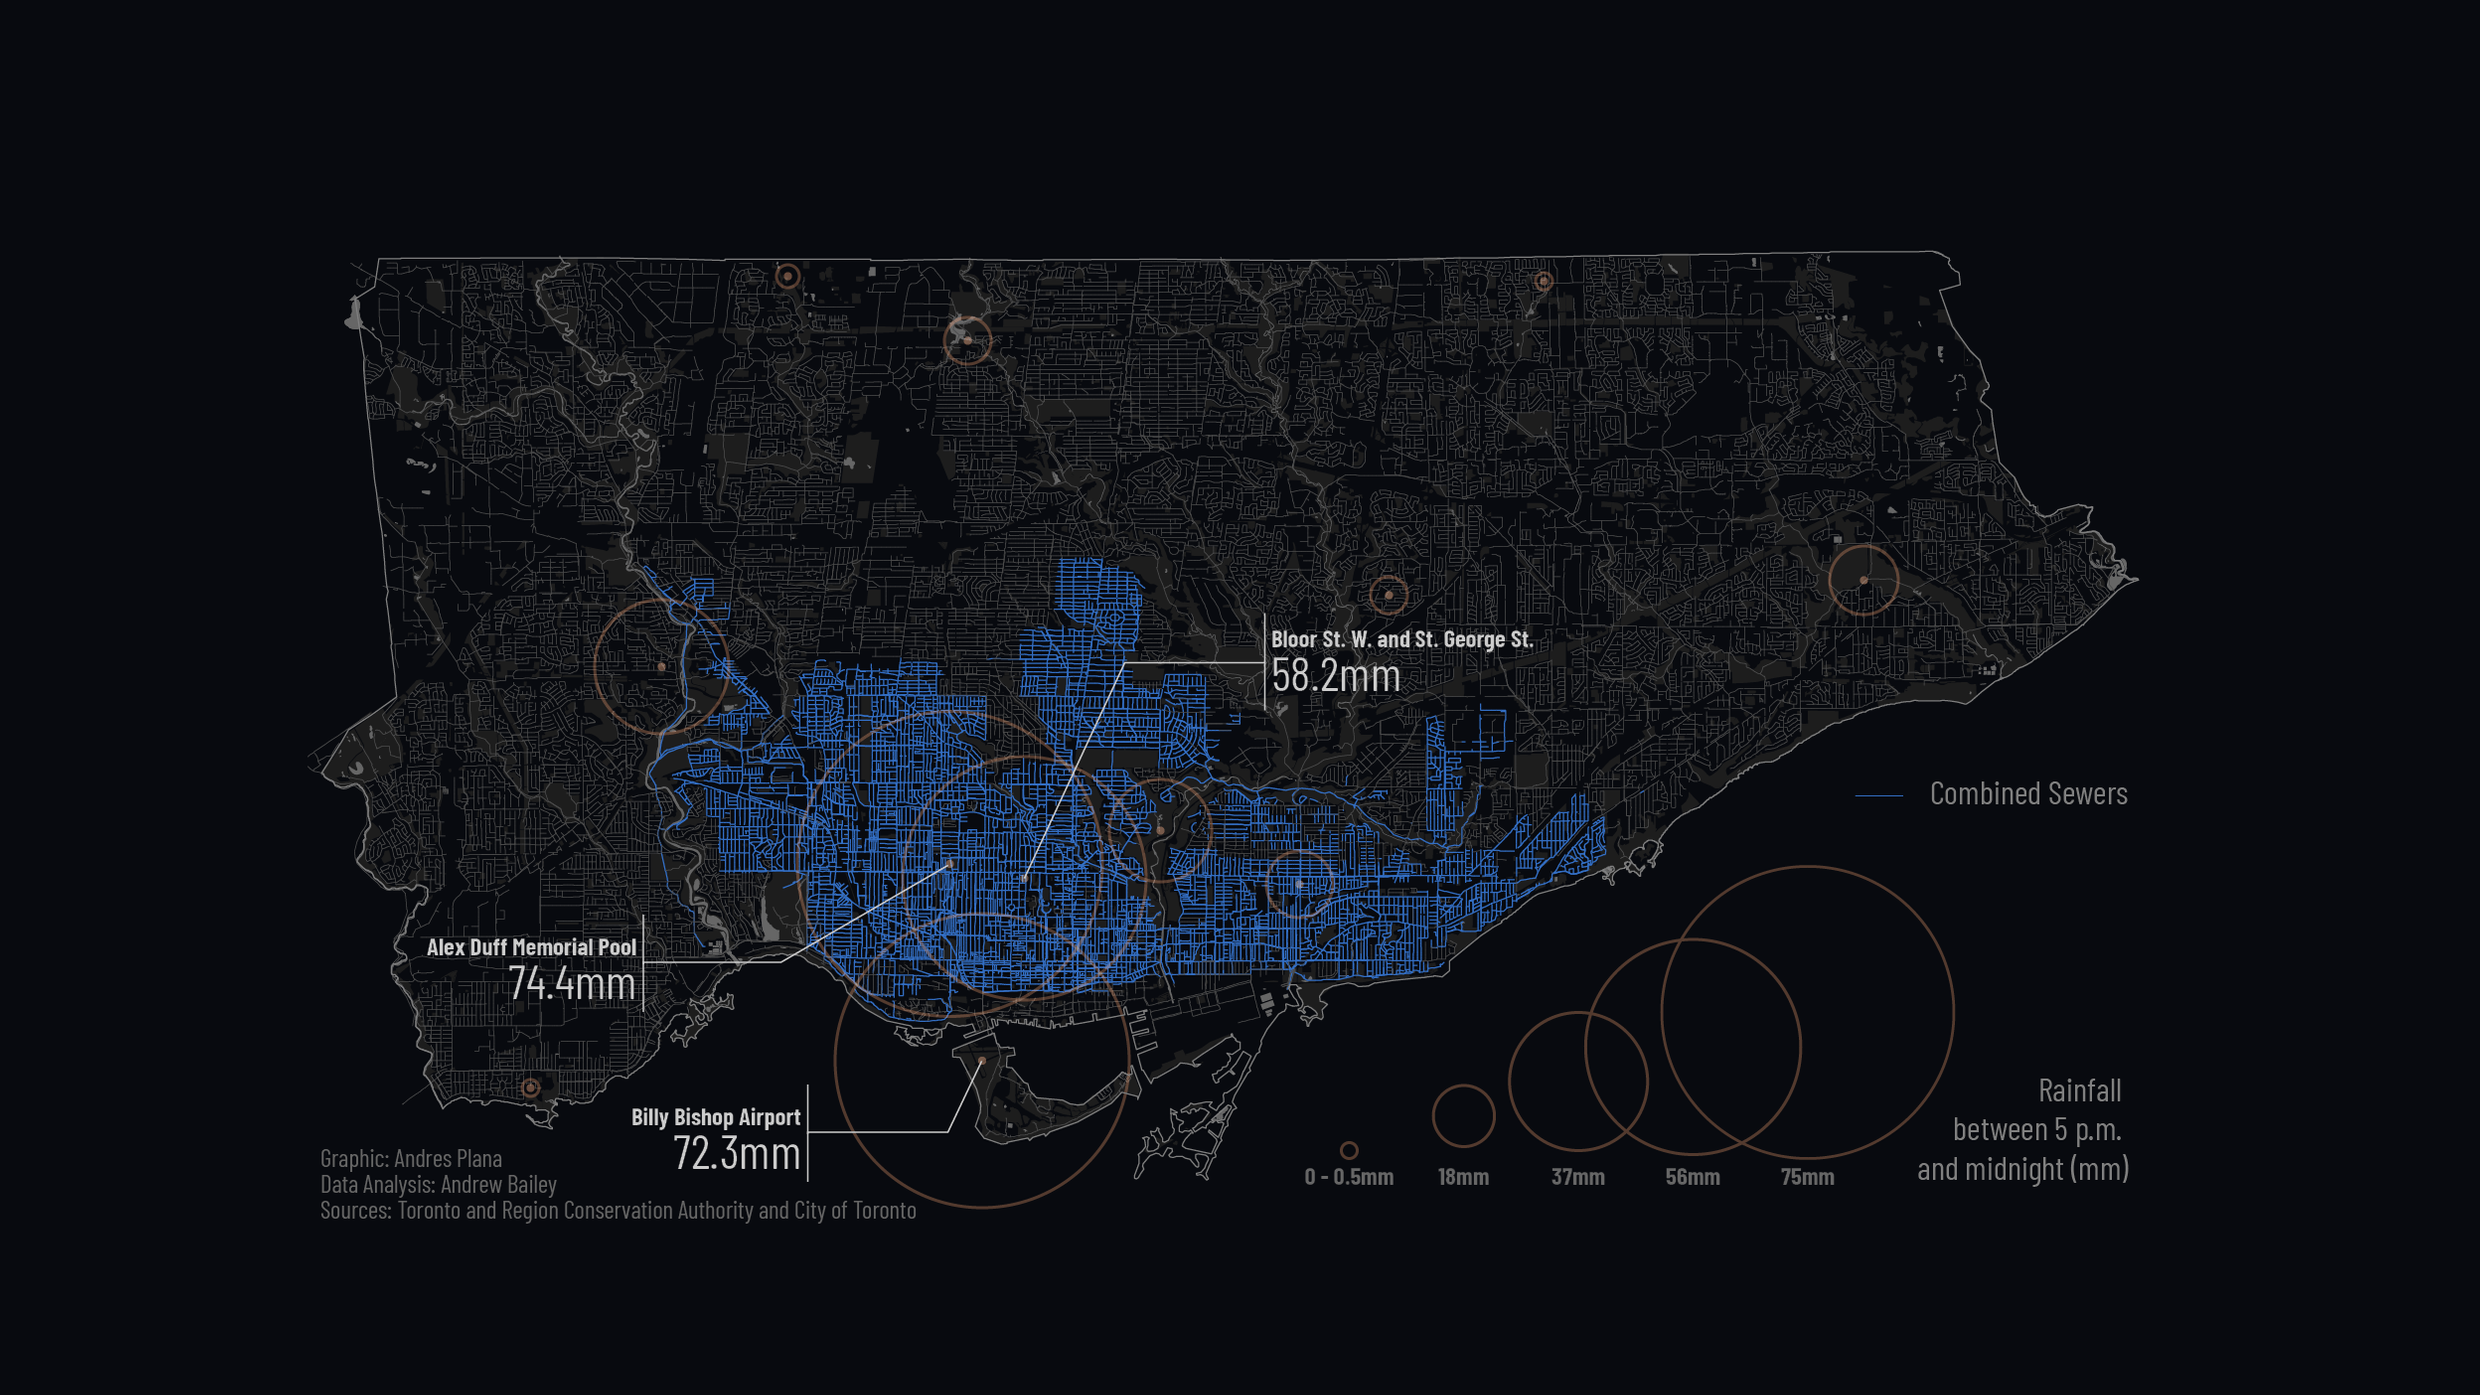 Bloor St. W. and St. George St.
58.2mm
Combined Sewers
Alex Duff Memorial Pool
74.4mm
Billy Bishop Airport
72.3mm
Rainfall
between 5 p.m.
and midnight (mm)
0 - 0.5mm
18mm
37mm
56mm
75mm
Graphic: Andres Plana
Data Analysis: Andrew Bailey
Sources: Toronto and Region Conservation Authority and City of Toronto